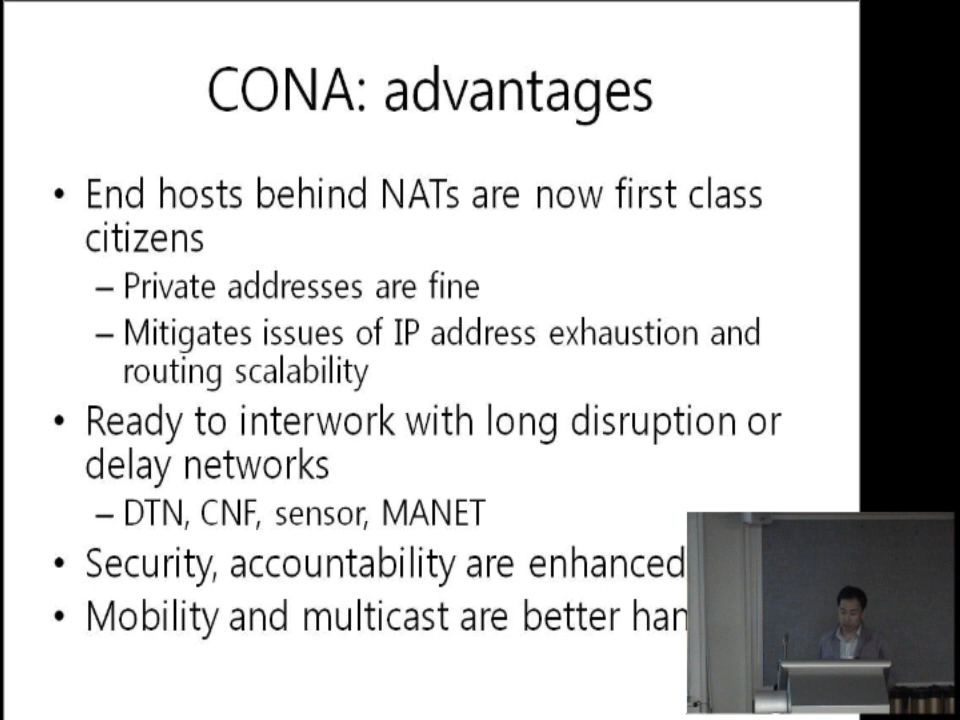 CONA: advantages
• End hosts behind NATs are now first class
citizens
– Private addresses are fine
– Mitigates issues of IP address exhaustion and
routing scalability
• Ready to interwork with long disruption or
delay networks
– DTN, CNF, sensor, MANET
• Security, accountability are enhanced
• Mobility and multicast are better